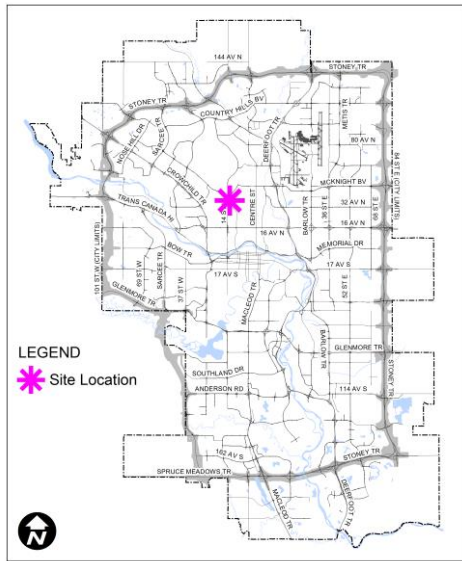 144 AV N
STONEY TR
STONEY TR
COUNTRY HILLS BV
METIS TR
NOSE HILL DR
SARCEE TR
DEERFOOT TR
80 AV N
CROWCHILD TR
MCKNIGHT BV
84 ST E (CITY LIMITS)
TRANS CANADA HI
14 S
CENTRE ST
BARLOW TR
36 ST E
32 AV N
68 ST E
16 AV N
16 AV N
MEMORIAL DR
BOW TR
101 ST W (CITY LIMITS)
69 ST W
SARCEE TR
37 ST W
17 AV S
17 AV S
MACLEOD TR
52 ST E
GLENMORE TR
BARLOW TR
GLENMORE TR
LEGEND
Site Location
SOUTHLAND DR
ANDERSON RD
114 AV S
STONEY TR
162 AV S
STONEY TR
SPRUCE MEADOWS TR
MACLEOD TR
DEERFOOT TR
N